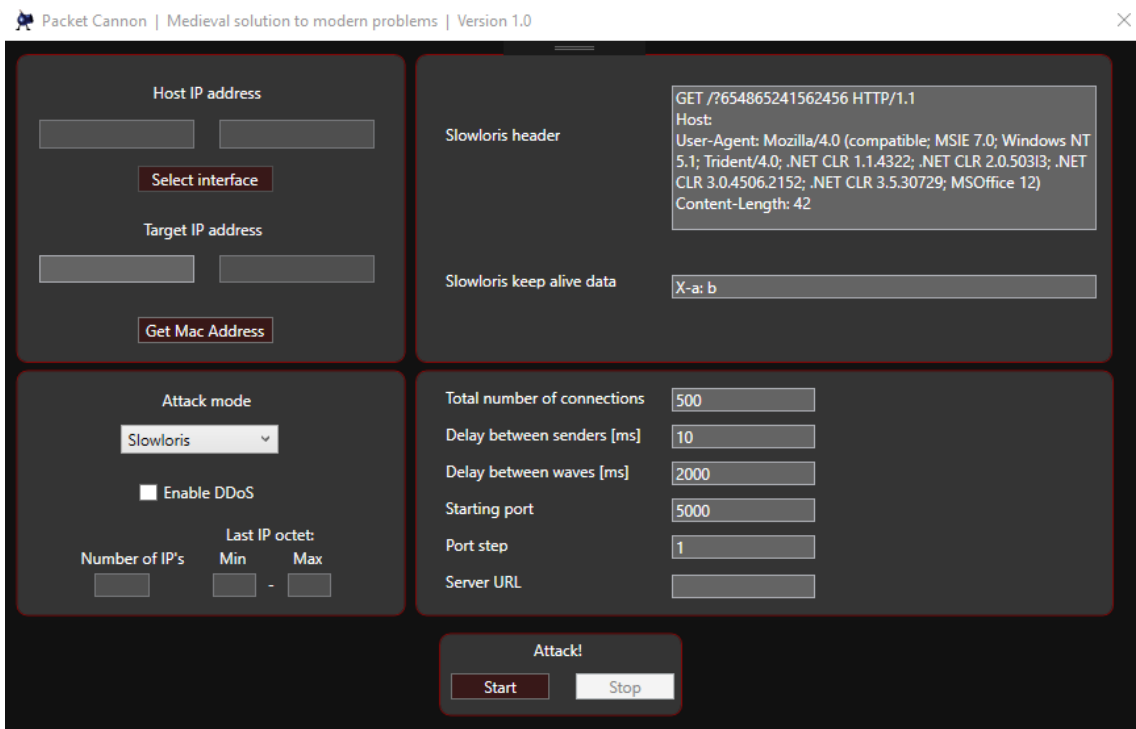 Packet Cannon | Medieval solution to modern problems | Version 1.0
Host IP address
Select interface
Target IP address
Get Mac Address
Slowloris header
GET /?654865241562456 HTTP/1.1
Host:
User-Agent: Mozilla/4.0 (compatible; MSIE 7.0; Windows NT
5.1; Trident/4.0; .NET CLR 1.1.4322; .NET CLR 2.0.503l3; .NET
CLR 3.0.4506.2152; .NET CLR 3.5.30729; MSOffice 12)
Content-Length: 42
Slowloris keep alive data
X-a: b
Attack mode
Slowloris
Enable DDoS
Last IP octet:
Number of IP's Min Max
-
Total number of connections 500
Delay between senders [ms] 10
Delay between waves [ms] 2000
Starting port 5000
Port step 1
Server URL
Attack!
Start Stop